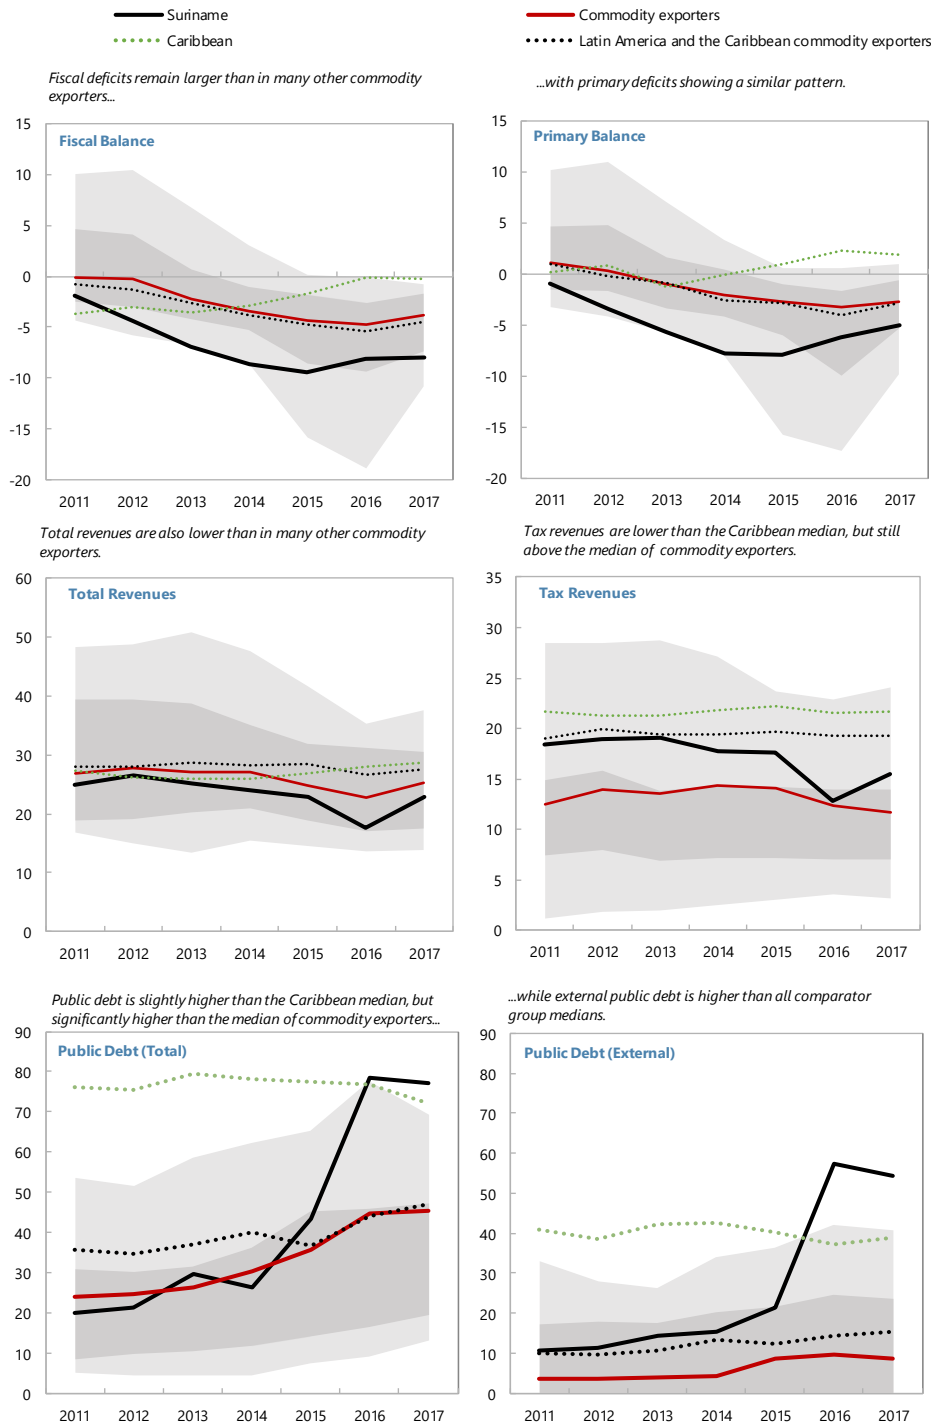 Suriname
Commodity exporters
Caribbean
Latin America and the Caribbean commodity exporters
Fiscal deficits remain larger than in many other commodity
exporters...
...with primary deficits showing a similar pattern.
Fiscal Balance
15
10
5
0
-5
-10
-15
-20
2011 2012 2013 2014 2015 2016 2017
Primary Balance
15
10
5
0
-5
-10
-15
-20
2011 2012 2013 2014 2015 2016 2017
Total revenues are also lower than in many other commodity
exporters.
Tax revenues are lower than the Caribbean median, but still
above the median of commodity exporters.
Total Revenues
60
50
40
30
20
10
0
2011 2012 2013 2014 2015 2016 2017
Tax Revenues
35
30
25
20
15
10
5
0
2011 2012 2013 2014 2015 2016 2017
Public debt is slightly higher than the Caribbean median, but
significantly higher than the median of commodity exporters...
...while external public debt is higher than all comparator
group medians.
Public Debt (Total)
90
80
70
60
50
40
30
20
10
0
2011 2012 2013 2014 2015 2016 2017
Public Debt (External)
90
80
70
60
50
40
30
20
10
0
2011 2012 2013 2014 2015 2016 2017